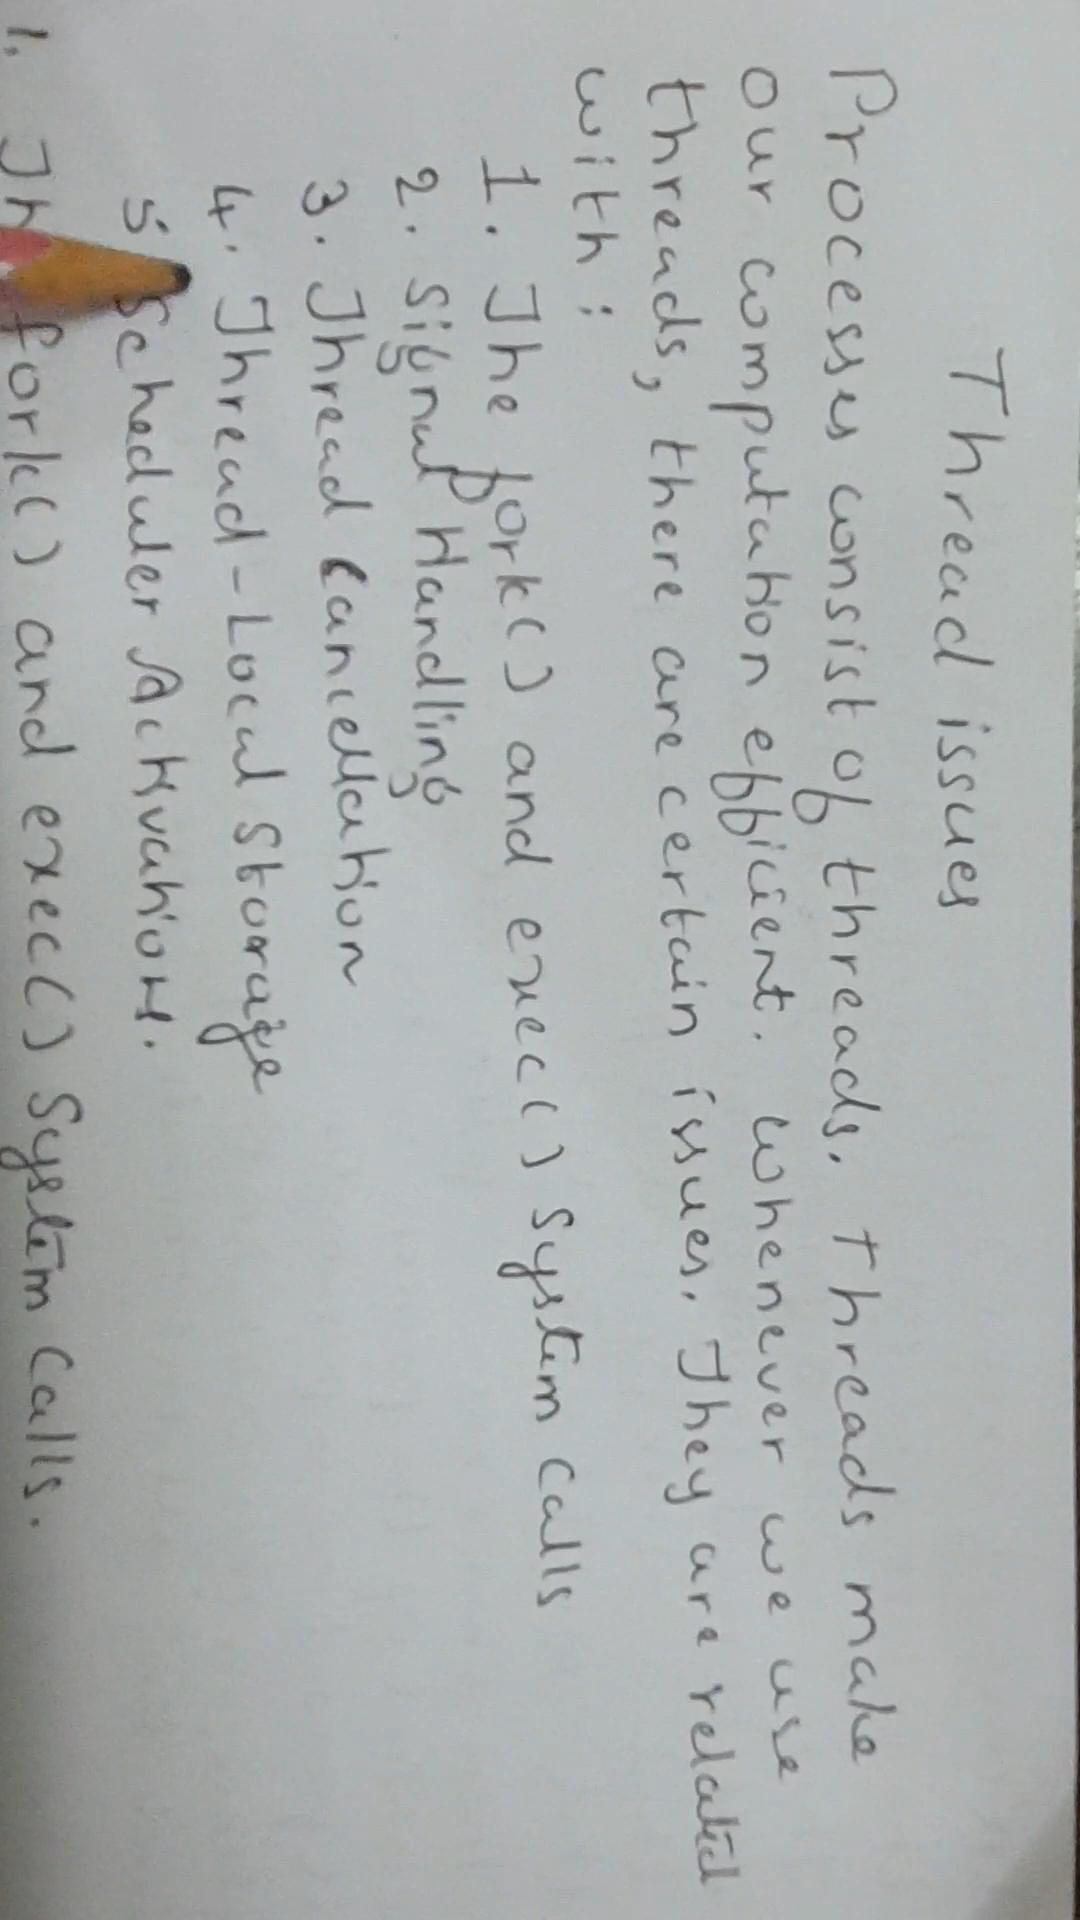 Thread issues
Processes consist of threads. Threads make
our computation efficient. Whenever we use
threads, there are certain issues. They are related
with:
1. The fork() and exec() System Calls
2. Signal Handling
3. Thread Cancellation
4. Thread-Local Storage
5 Scheduler Activations.
1. The fork() and exec() System Calls.